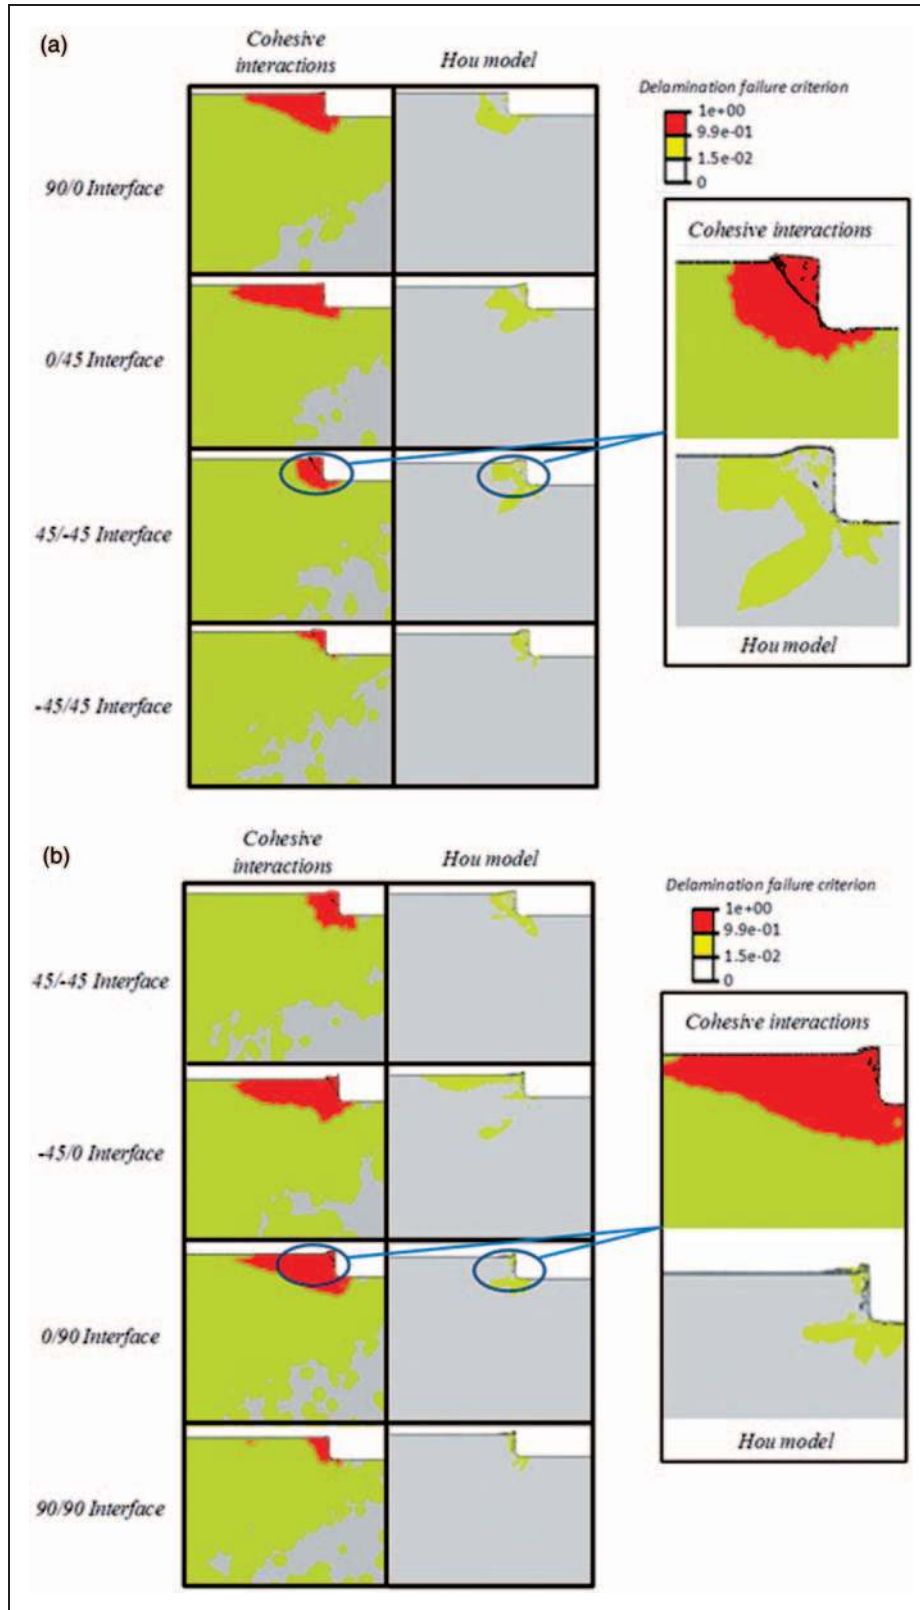 (a)
Cohesive
interactions
Hou model
Delamination failure criterion
1e+00
9.9e-01
1.5e-02
0
90/0 Interface
Cohesive interactions
0/45 Interface
45/-45 Interface
Hou model
-45/45 Interface
(b)
Cohesive
interactions
Hou model
Delamination failure criterion
1e+00
9.9e-01
1.5e-02
0
45/-45 Interface
Cohesive interactions
-45/0 Interface
0/90 Interface
Hou model
90/90 Interface